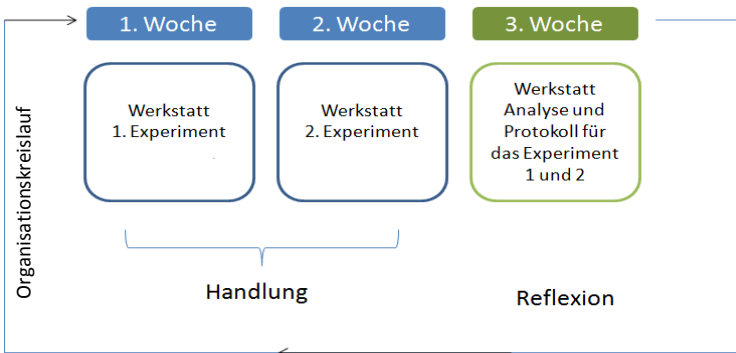 1. Woche
2. Woche
3. Woche
Organisationskreislauf
Werkstatt
1. Experiment
Werkstatt
2. Experiment
Werkstatt
Analyse und
Protokoll für
das Experiment
1 und 2
Handlung
Reflexion